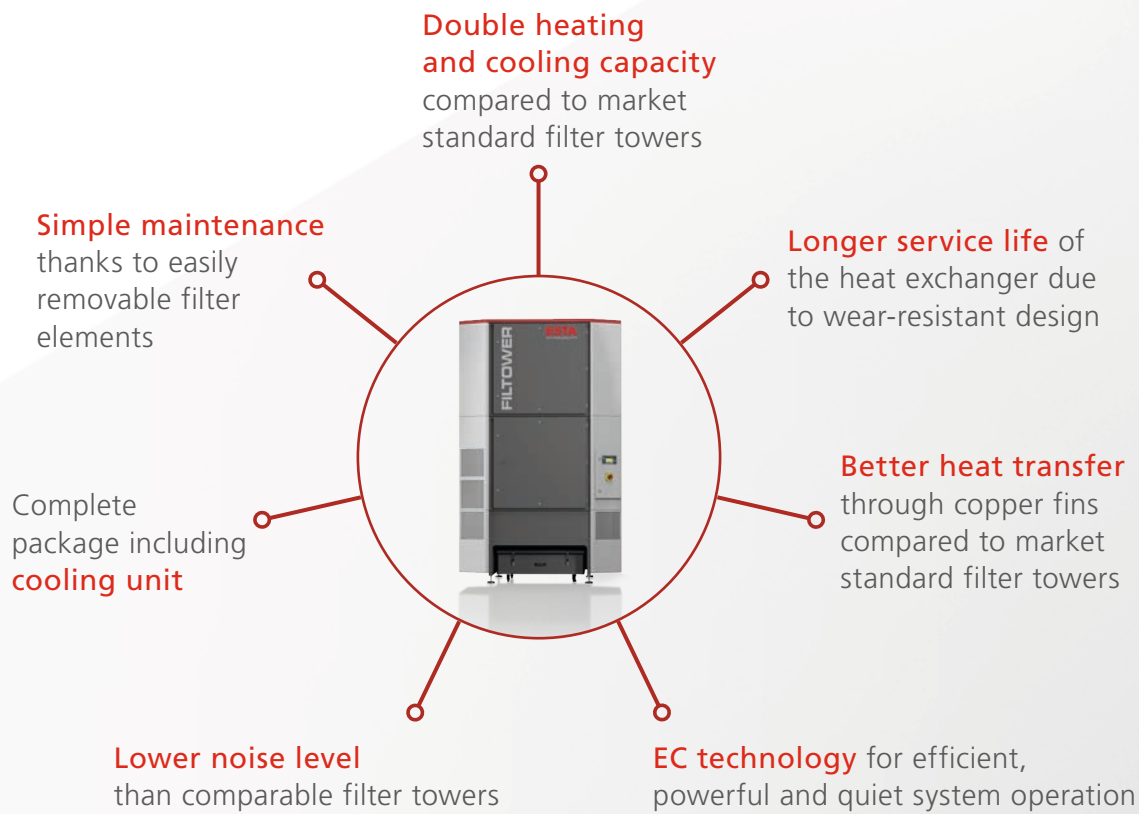 Double heating
and cooling capacity
compared to market
standard filter towers
Simple maintenance
thanks to easily
removable filter
elements
Longer service life of
the heat exchanger due
to wear-resistant design
FILTOWER
ESTA
Better heat transfer
through copper fins
compared to market
standard filter towers
Complete
package including
cooling unit
Lower noise level
than comparable filter towers
EC technology for efficient,
powerful and quiet system operation